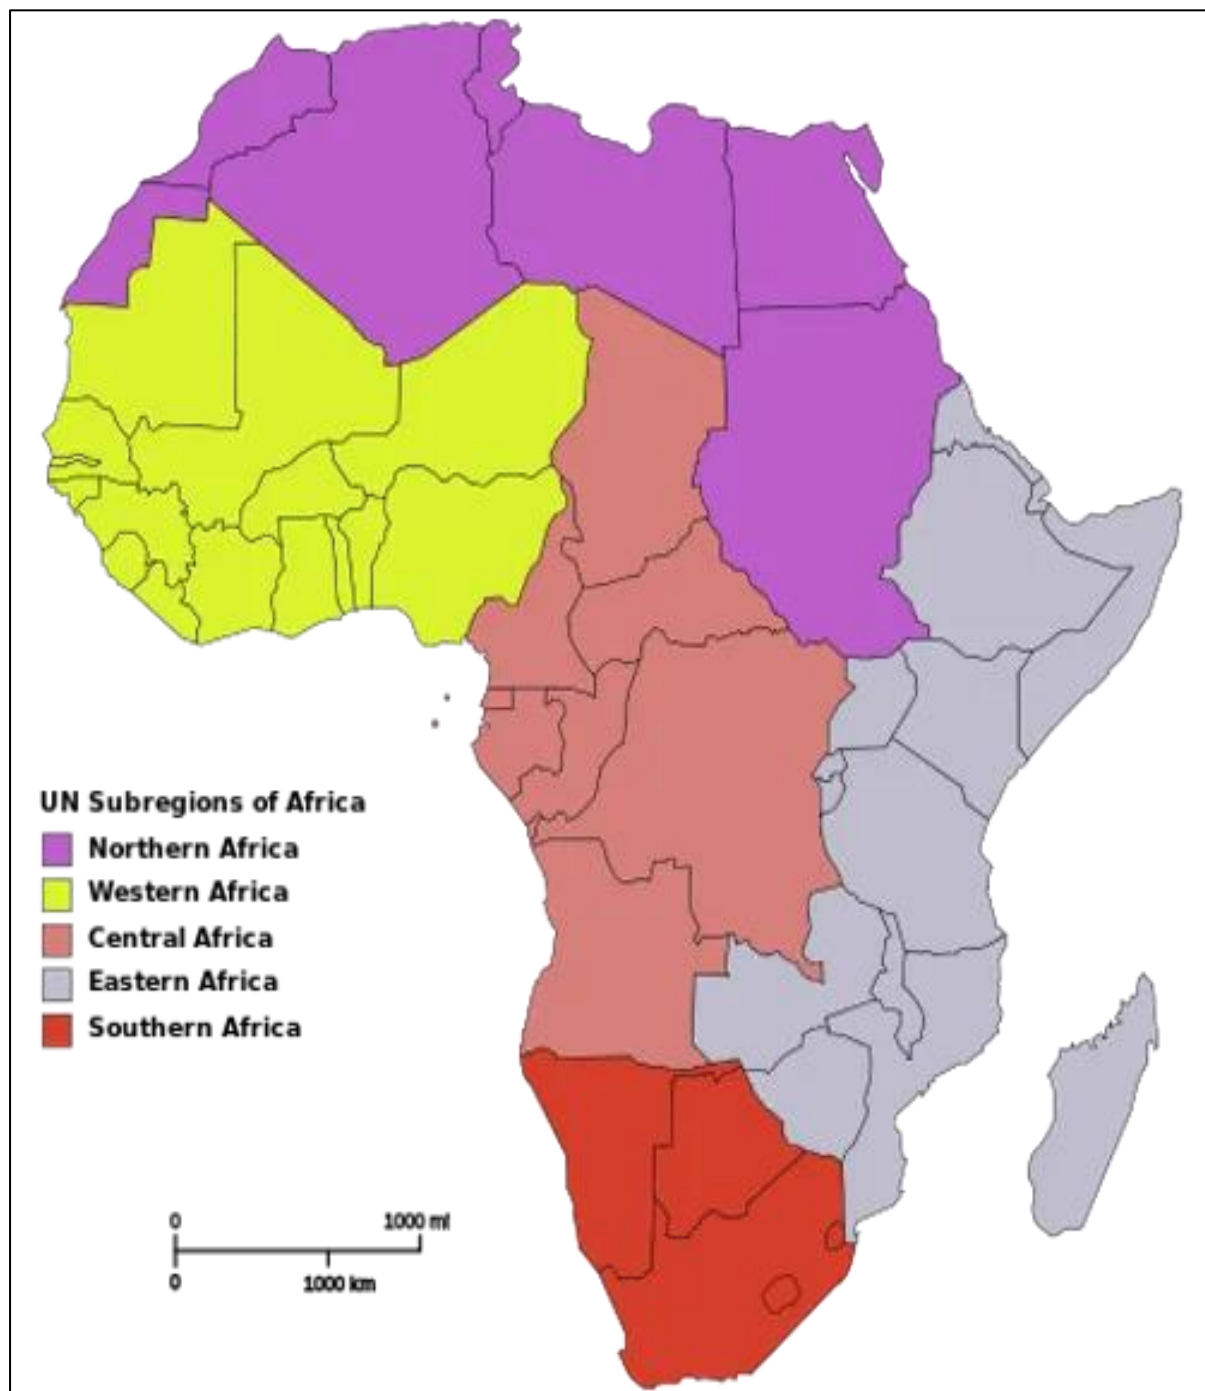 UN Subregions of Africa
Northern Africa
Western Africa
Central Africa
Eastern Africa
Southern Africa
0 1000 mi
0 1000 km